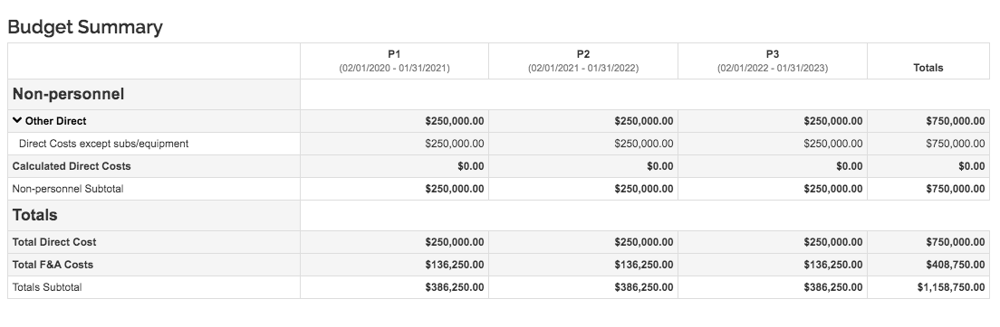 Budget Summary
P1 P2 P3
(02/01/2020 - 01/31/2021) (02/01/2021 - 01/31/2022) (02/01/2022 - 01/31/2023) Totals
Non-personnel
Other Direct $250,000.00 $250,000.00 $250,000.00 $750,000.00
Direct Costs except subs/equipment $250,000.00 $250,000.00 $250,000.00 $750,000.00
Calculated Direct Costs $0.00 $0.00 $0.00 $0.00
Non-personnel Subtotal $250,000.00 $250,000.00 $250,000.00 $750,000.00
Totals
Total Direct Cost $250,000.00 $250,000.00 $250,000.00 $750,000.00
Total F&A Costs $136,250.00 $136,250.00 $136,250.00 $408,750.00
Totals Subtotal $386,250.00 $386,250.00 $386,250.00 $1,158,750.00